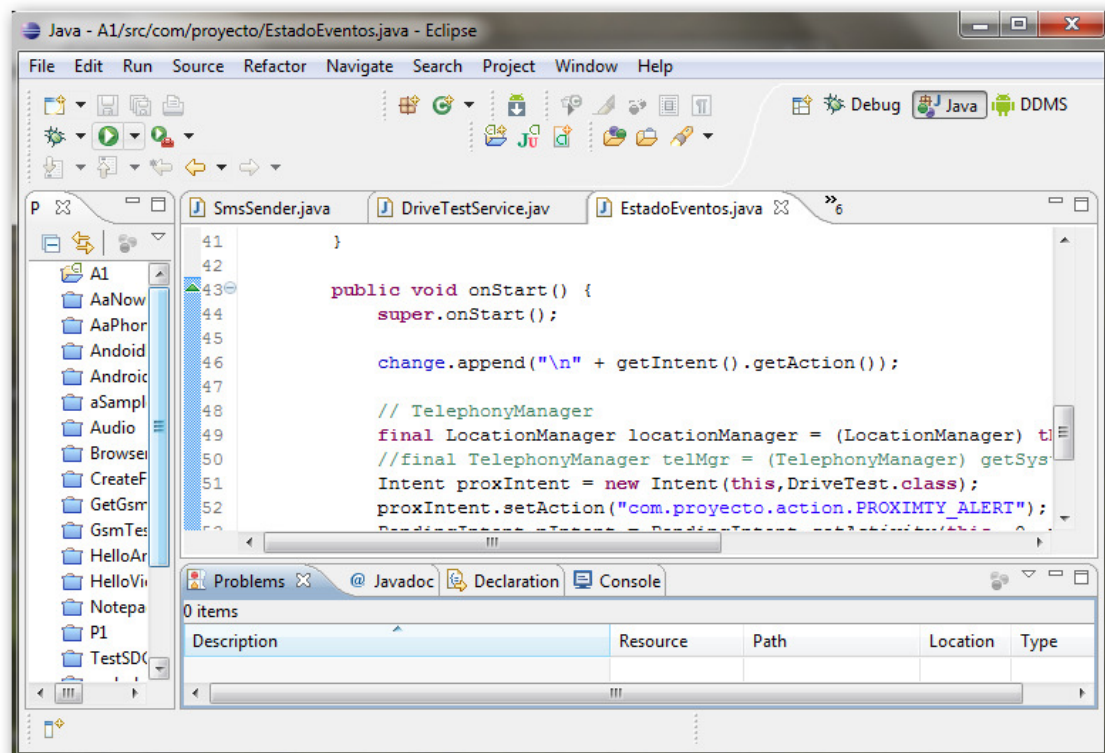 Java - A1/src/com/proyecto/EstadoEventos.java - Eclipse
File Edit Run Source Refactor Navigate Search Project Window Help
Debug Java DDMS
P
SmsSender.java DriveTestService.jav EstadoEventos.java »6
A1
AaNow
AaPhor
Andoid
Android
aSampl
Audio
Browser
CreateF
GetGsm
GsmTes
HelloAr
HelloVi
Notepa
P1
TestSD
41 }
42
43 public void onStart() {
44 super.onStart();
45
46 change.append("\n" + getIntent().getAction());
47
48 // TelephonyManager
49 final LocationManager locationManager = (LocationManager) th
50 //final TelephonyManager telMgr = (TelephonyManager) getSys
51 Intent proxIntent = new Intent(this,DriveTest.class);
52 proxIntent.setAction("com.proyecto.action.PROXIMTY_ALERT");
Problems @ Javadoc Declaration Console
0 items
Description Resource Path Location Type